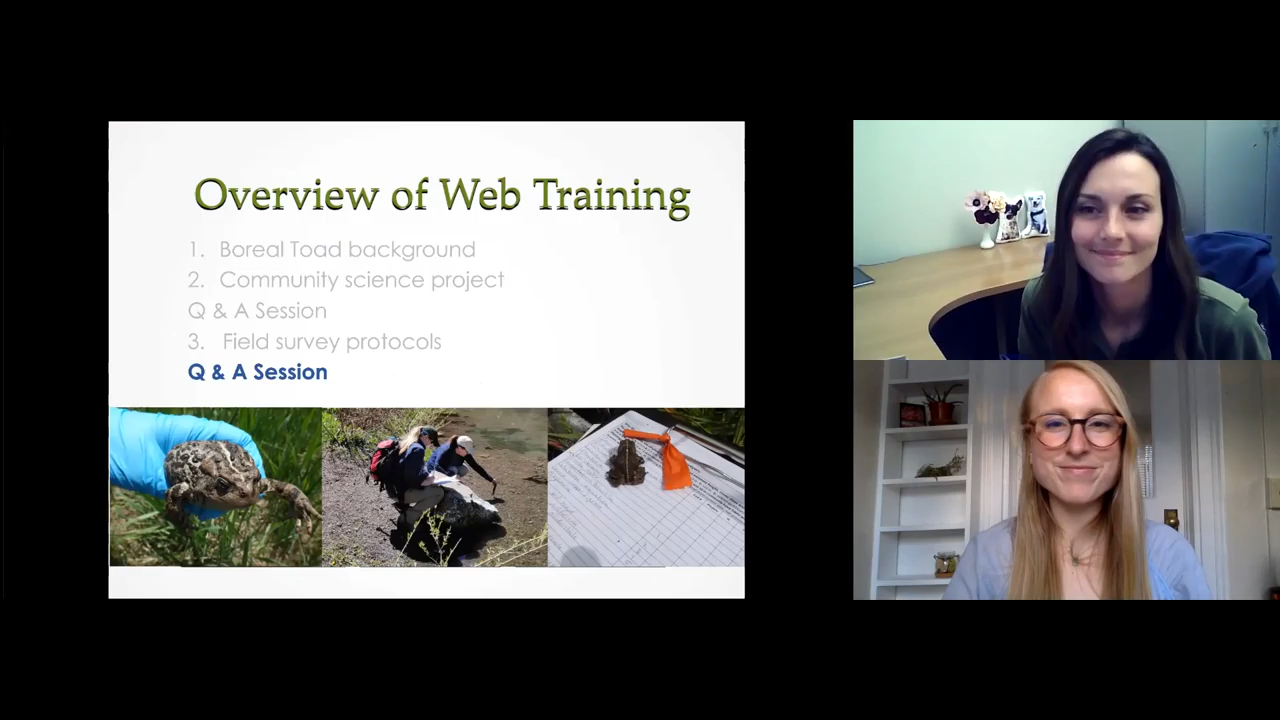 Overview of Web Training
1. Boreal Toad background
2. Community science project
Q & A Session
3. Field survey protocols
Q & A Session